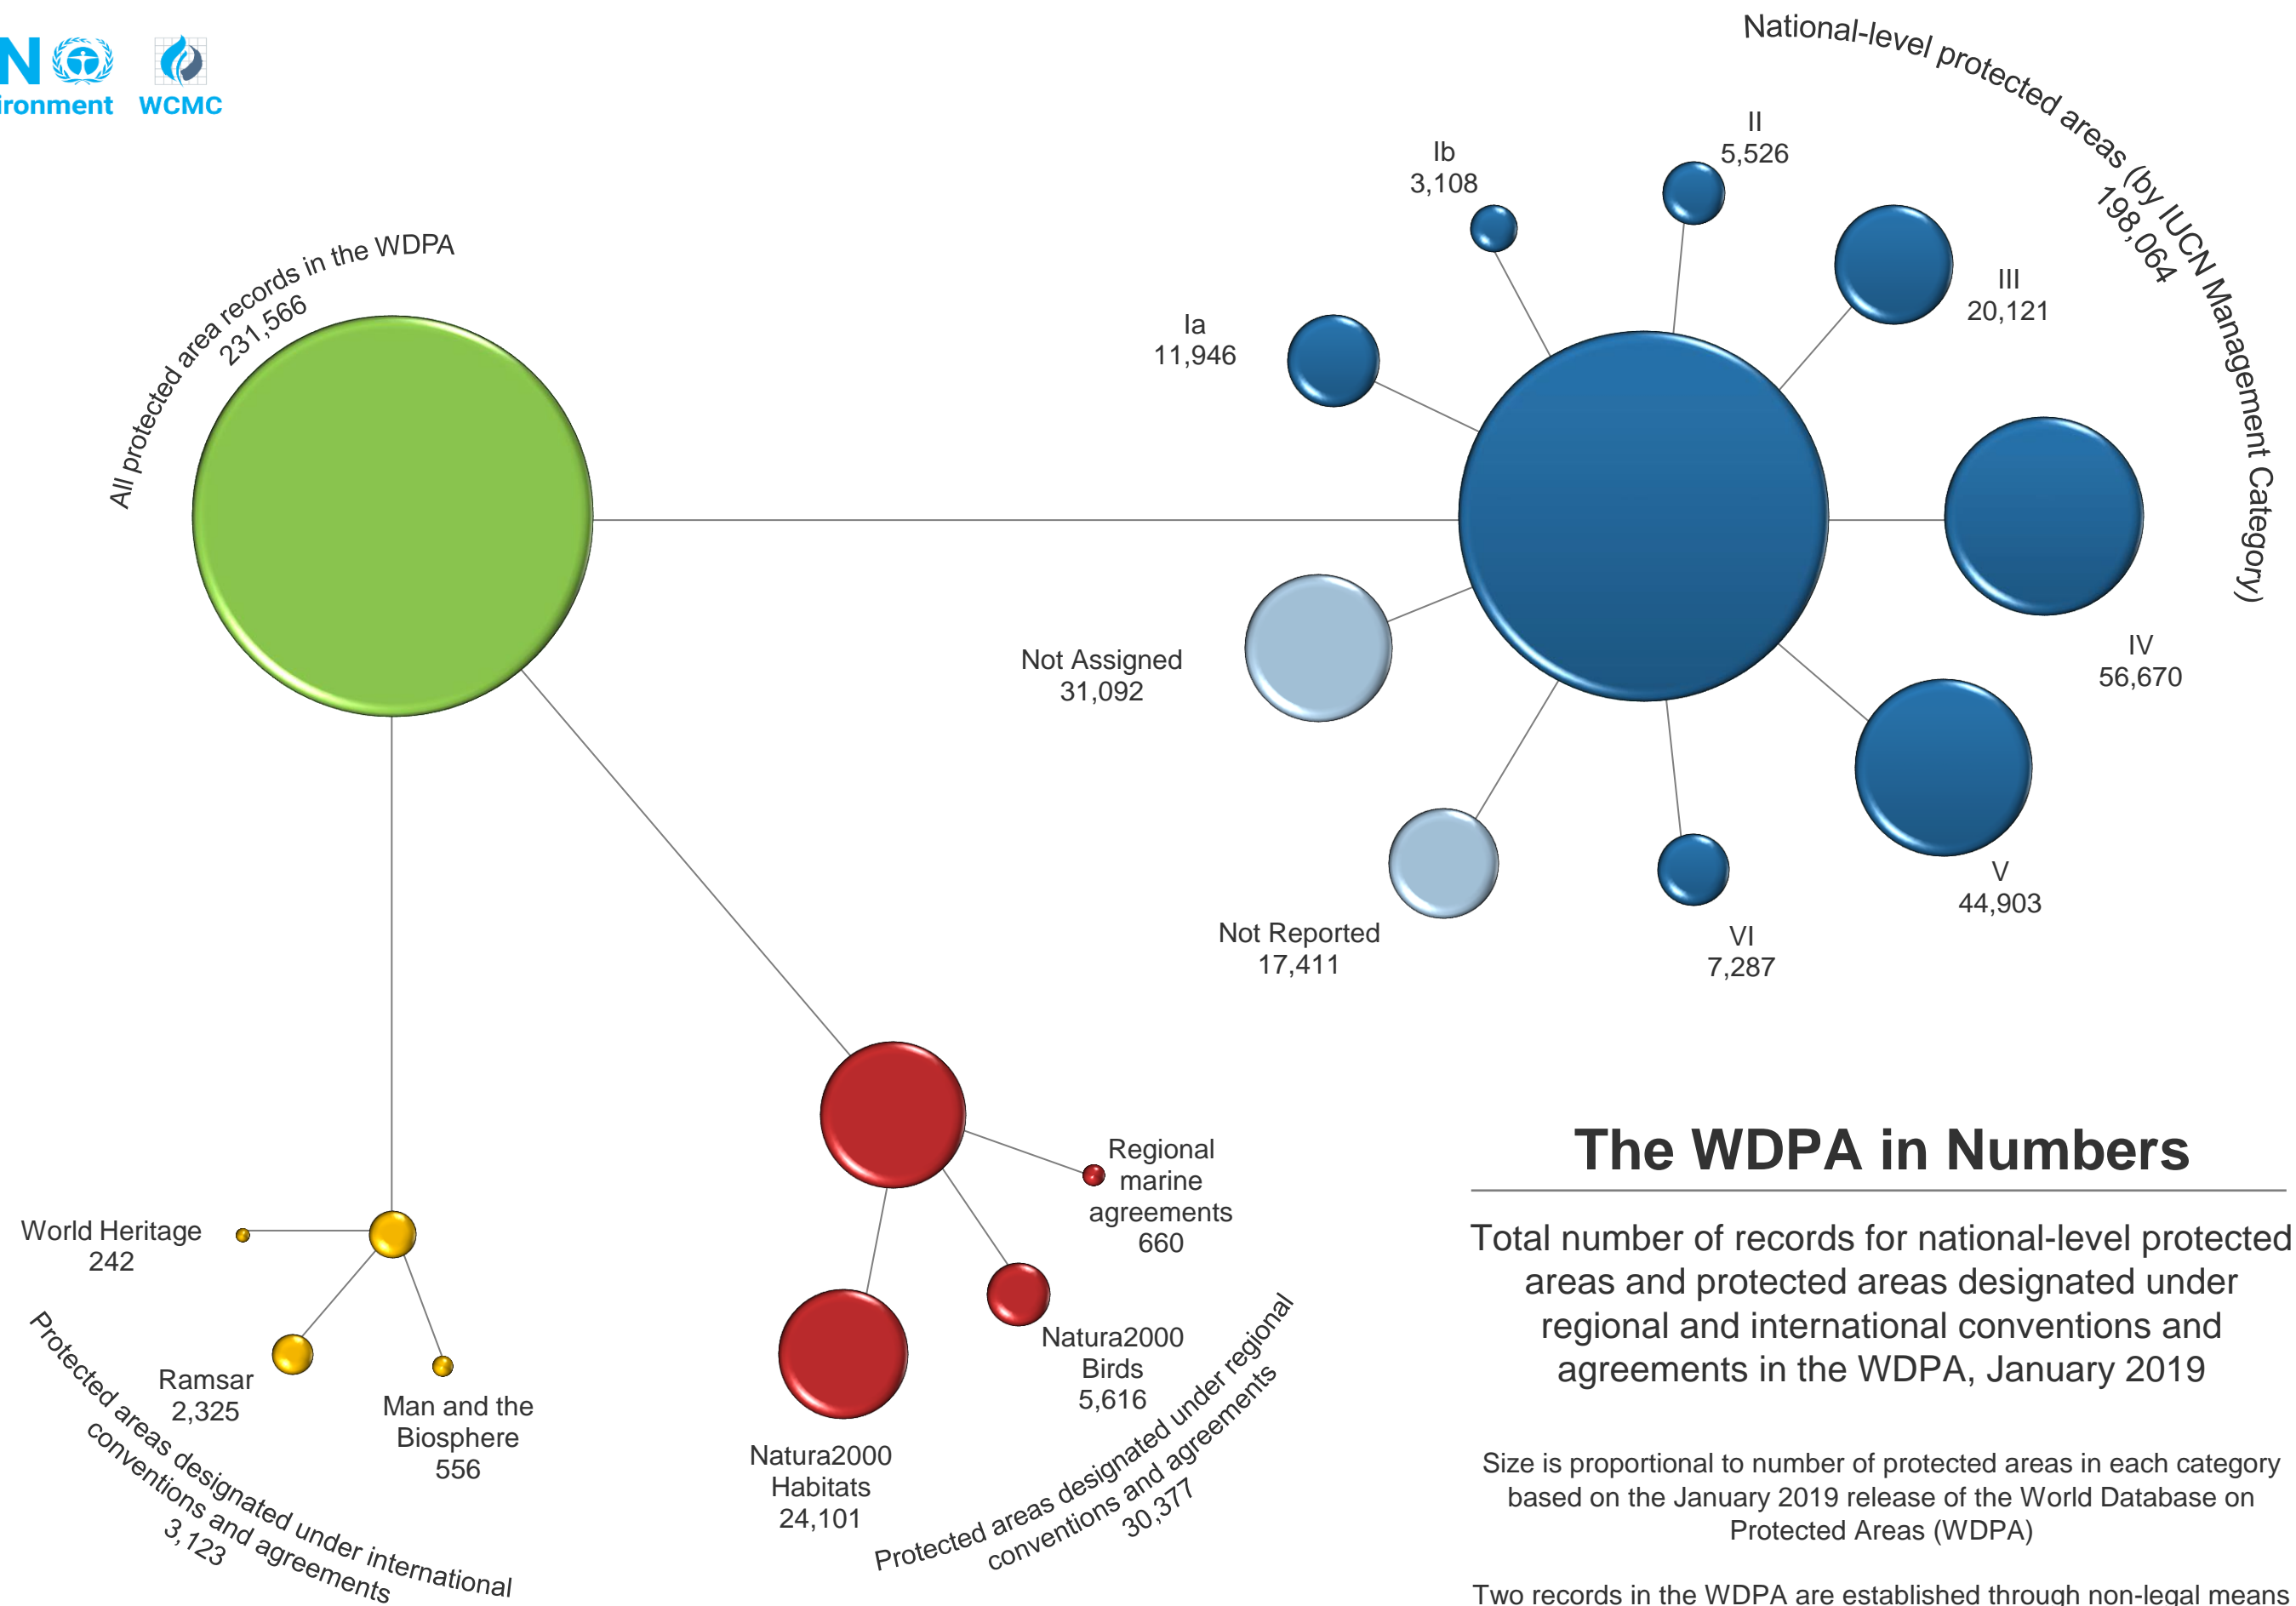 N
ironment WCMC
National-level protected areas (by IUCN Management Category)
198,064
II
5,526
Ib
3,108
III
20,121
Ia
11,946
All protected area records in the WDPA
231,566
IV
56,670
Not Assigned
31,092
V
44,903
Not Reported
17,411
VI
7,287
The WDPA in Numbers
Total number of records for national-level protected
areas and protected areas designated under
regional and international conventions and
agreements in the WDPA, January 2019
Size is proportional to number of protected areas in each category
based on the January 2019 release of the World Database on
Protected Areas (WDPA)
Two records in the WDPA are established through non-legal means
Regional
marine
agreements
660
Natura2000
Birds
5,616
Natura2000
Habitats
24,101
Protected areas designated under regional
conventions and agreements
30,377
World Heritage
242
Ramsar
2,325
Man and the
Biosphere
556
Protected areas designated under international
conventions and agreements
3,123